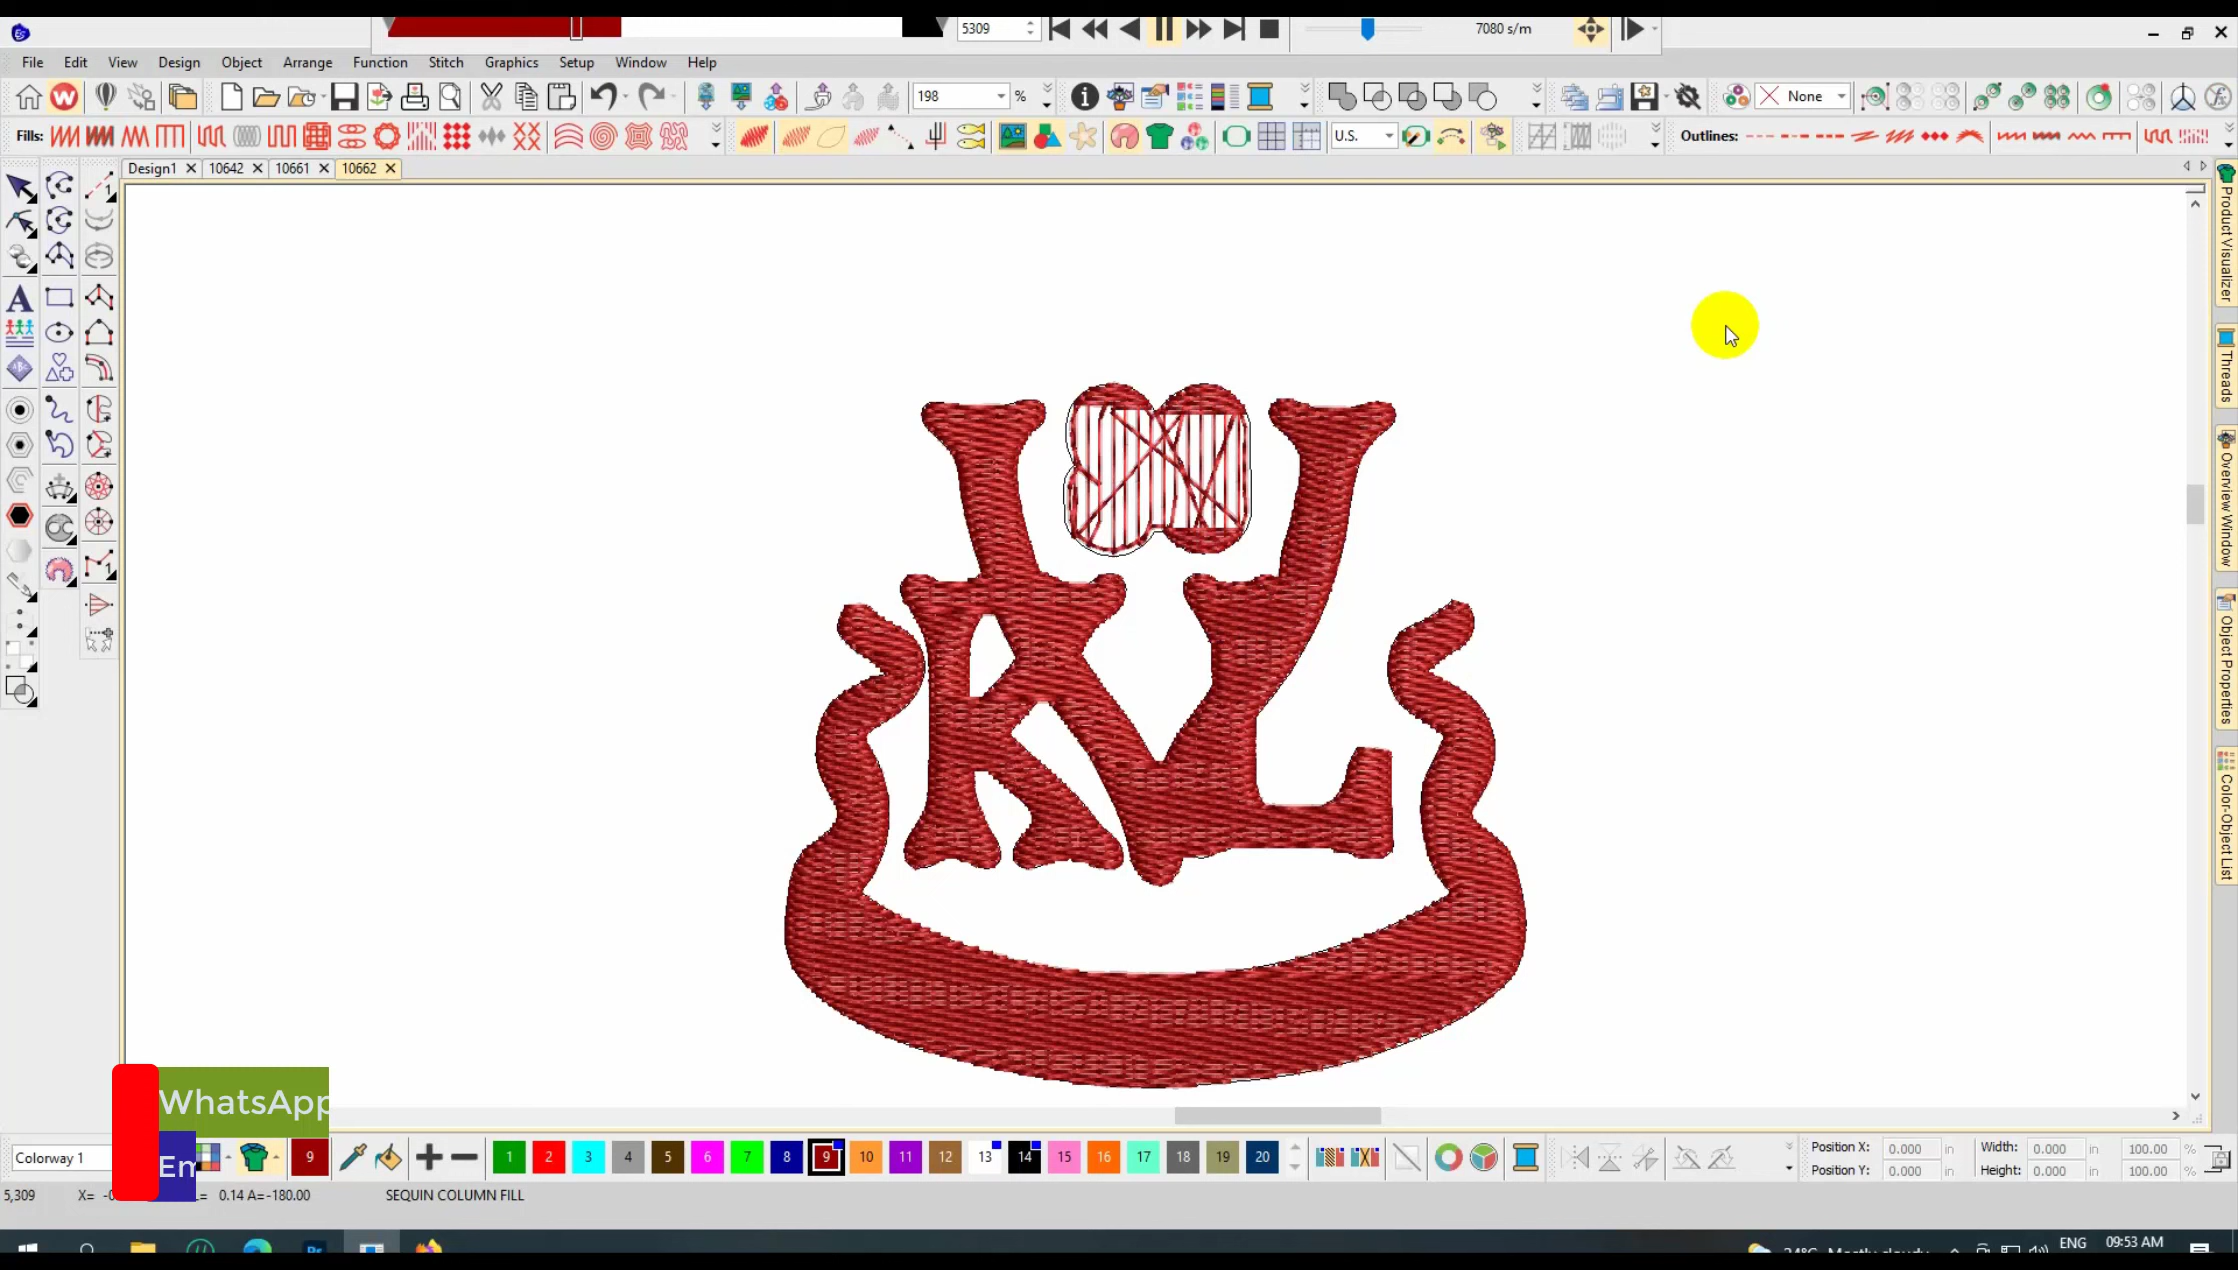 5309
7080 s/m
File Edit View Design Object Arrange Function Stitch Graphics Setup Window Help
198 %
None
Fills:
U.S.
Outlines:
Design1 10642 10661 10662
Product Visualizer
Threads
Overview Window
Object Properties
Color-Object List
KVL
WhatsApp
Em
Colorway 1
9
1 2 3 4 5 6 7 8 9 10 11 12 13 14 15 16 17 18 19 20
Position X: 0.000 in Width: 0.000 in 100.00 %
Position Y: 0.000 in Height: 0.000 in 100.00 %
5,309 X= 0.14 A=-180.00 SEQUIN COLUMN FILL
ENG 09:53 AM